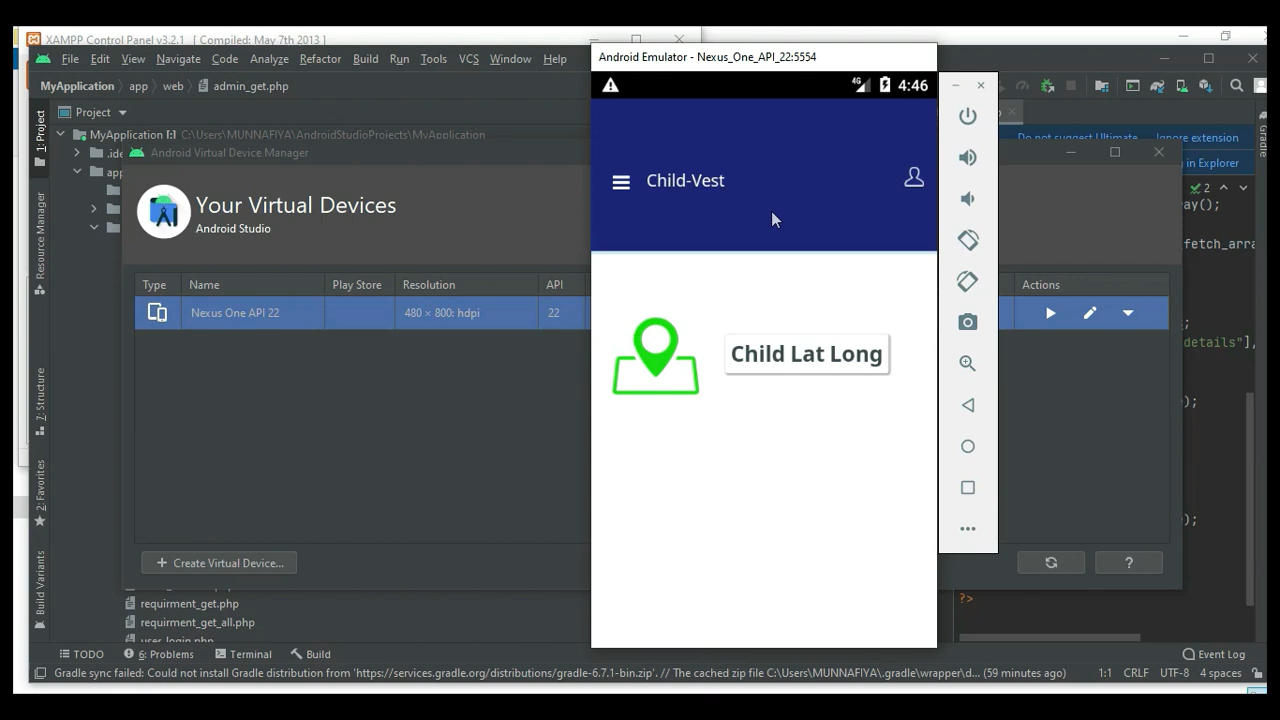 XAMPP Control Panel v3.2.1 [ Compiled: May 7th 2013 ]
File Edit View Navigate Code Analyze Refactor Build Run Tools VCS Window Help
MyApplication app web admin_get.php
Project
MyApplication [:] C:\Users\MUNNAFIYA\AndroidStudioProjects\MyApplication
Android Virtual Device Manager
Your Virtual Devices
Android Studio
Type Name Play Store Resolution API Actions
Nexus One API 22 480 × 800: hdpi 22
+ Create Virtual Device...
?
Android Emulator - Nexus_One_API_22:5554
4G 4:46
Child-Vest
Child Lat Long
Do not suggest Ultimate Ignore extension
in Explorer
2
ay();
fetch_arra
;
details"],
);
);
?>
1: Project
Resource Manager
7: Structure
2: Favorites
Build Variants
Gradle
requirment_get.php
requirment_get_all.php
user_login.php
TODO 6: Problems Terminal Build Event Log
Gradle sync failed: Could not install Gradle distribution from 'https://services.gradle.org/distributions/gradle-6.7.1-bin.zip'. // The cached zip file C:\Users\MUNNAFIYA\.gradle\wrapper\d... (59 minutes ago) 1:1 CRLF UTF-8 4 spaces